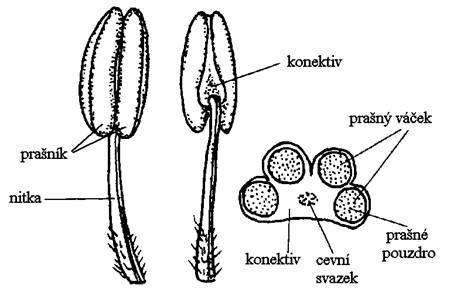 konektiv
prašný váček
prašník
nitka
prašné
pouzdro
konektiv
cevní
svazek